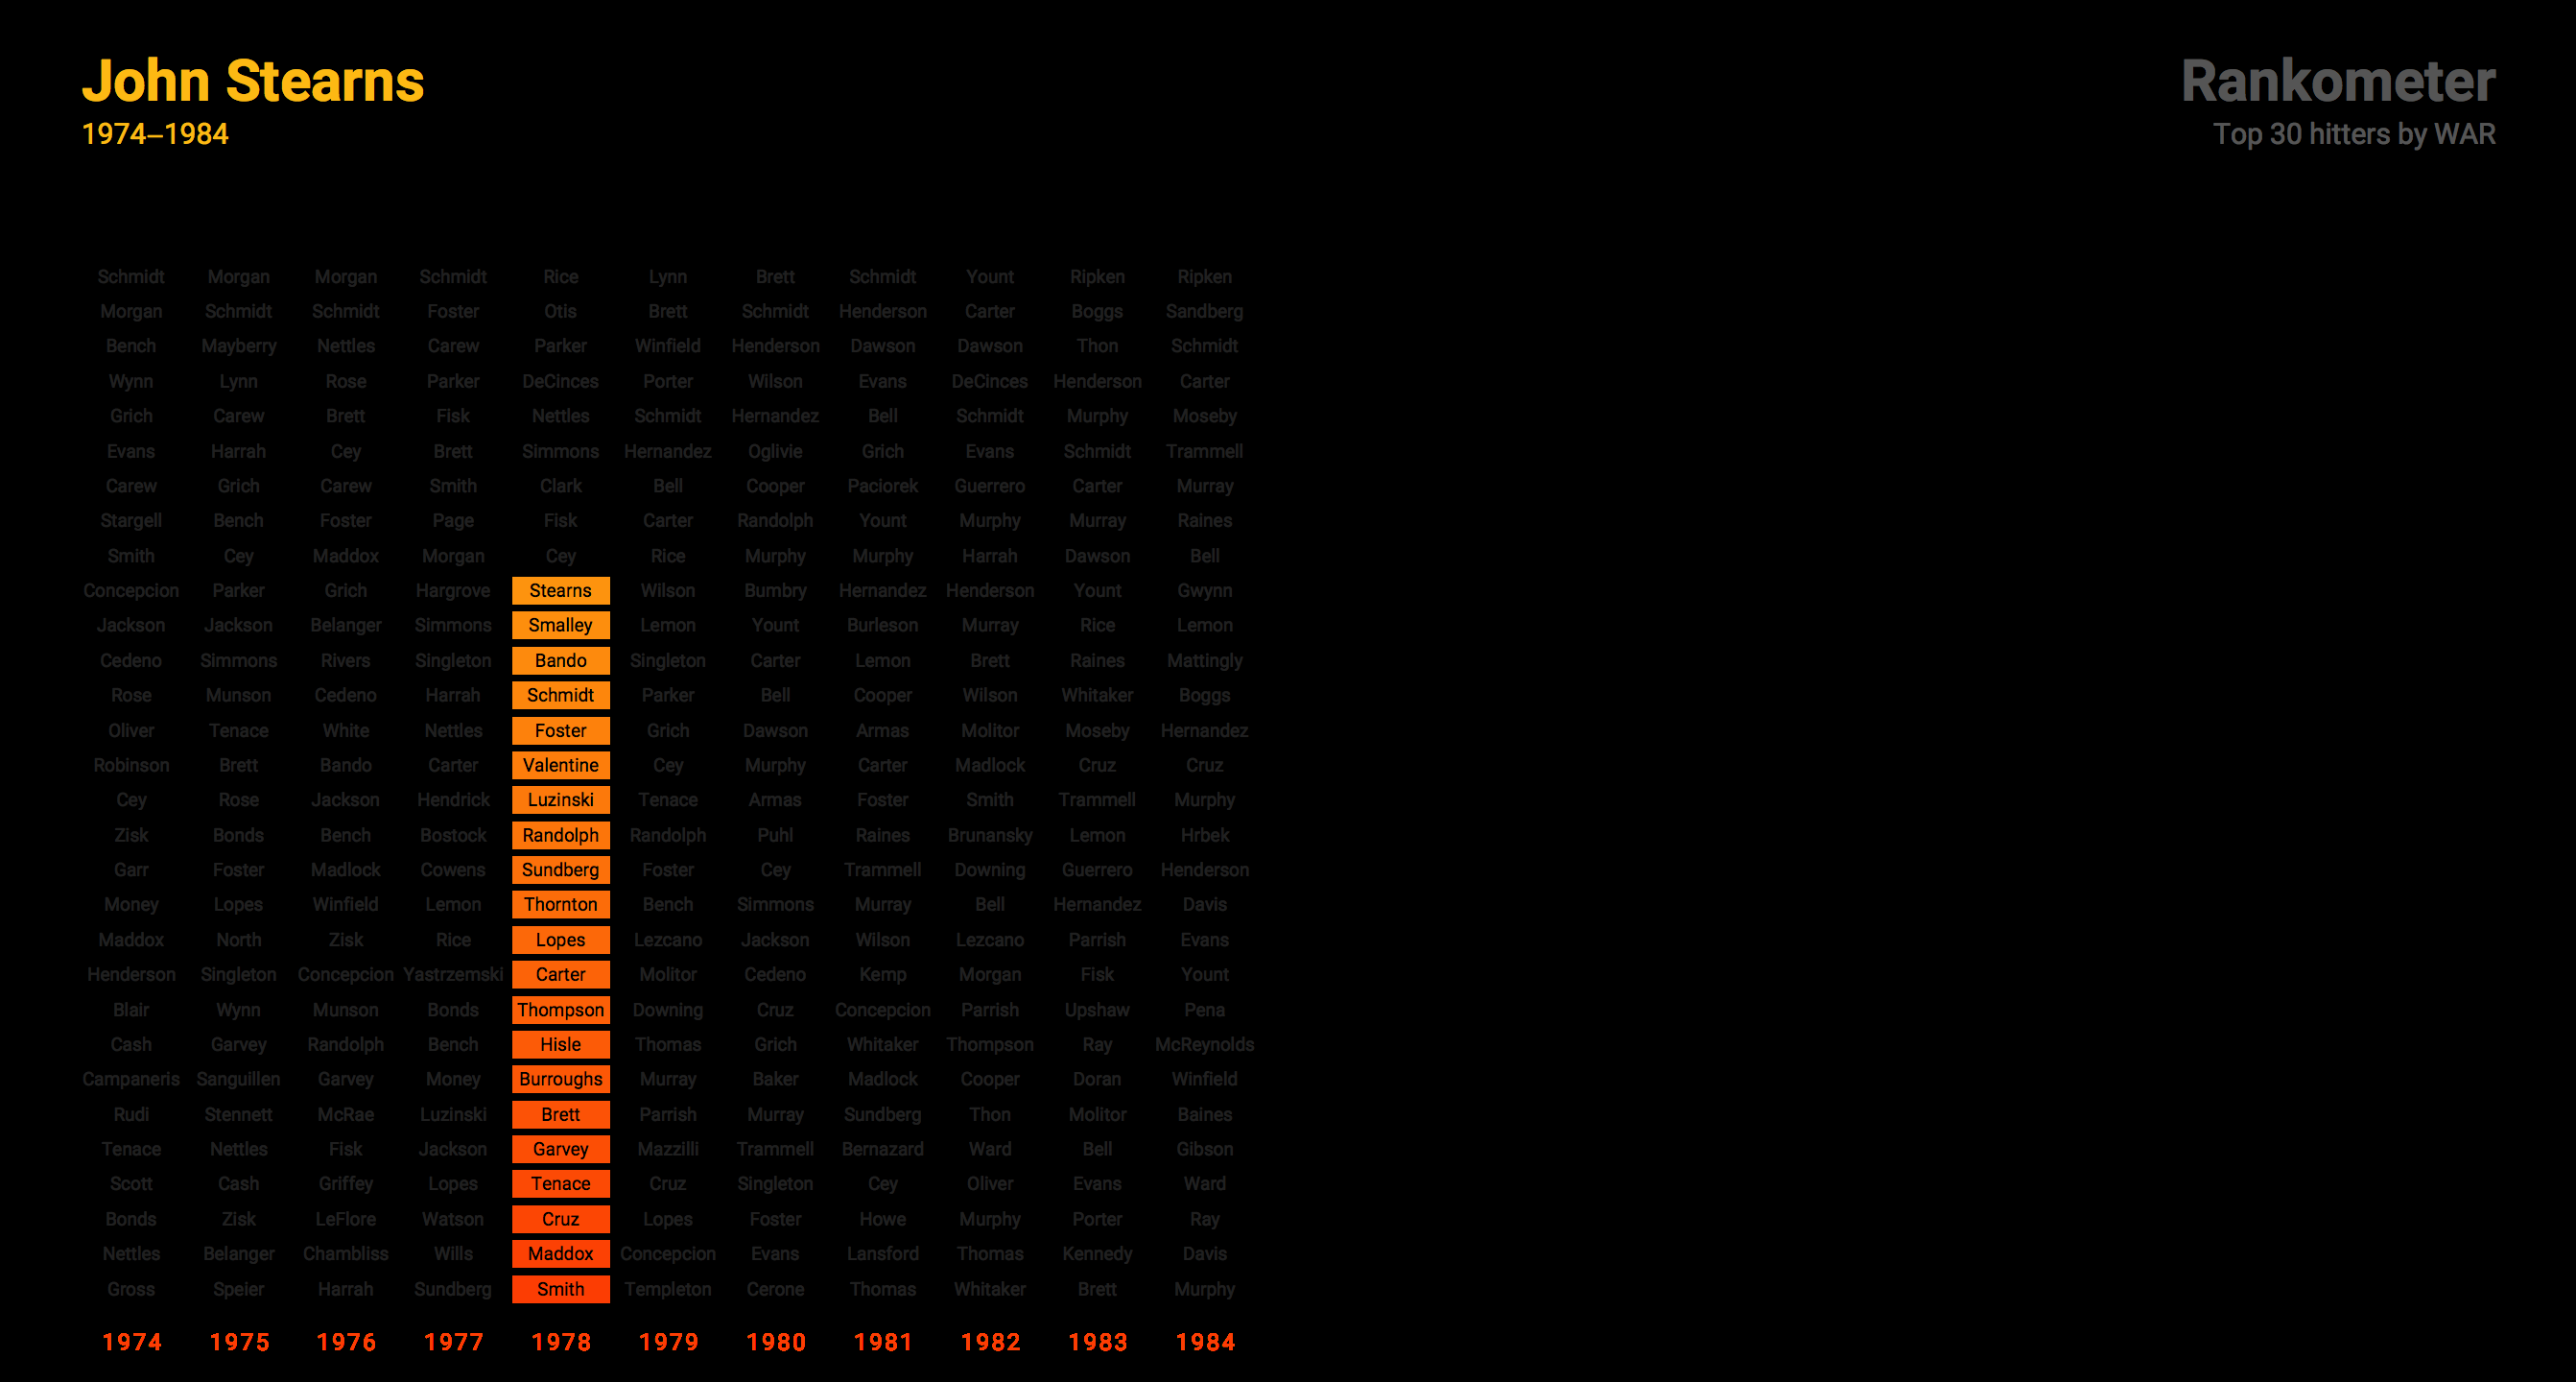 John Stearns
1974–1984
Rankometer
Top 30 hitters by WAR
Schmidt Morgan Morgan Schmidt Rice Lynn Brett Schmidt Yount Ripken Ripken
Morgan Schmidt Schmidt Foster Otis Brett Schmidt Henderson Carter Boggs Sandberg
Bench Mayberry Nettles Carew Parker Winfield Henderson Dawson Dawson Thon Schmidt
Wynn Lynn Rose Parker DeCinces Porter Wilson Evans DeCinces Henderson Carter
Grich Carew Brett Fisk Nettles Schmidt Hernandez Bell Schmidt Murphy Moseby
Evans Harrah Cey Brett Simmons Hernandez Oglivie Grich Evans Schmidt Trammell
Carew Grich Carew Smith Clark Bell Cooper Paciorek Guerrero Carter Murray
Stargell Bench Foster Page Fisk Carter Randolph Yount Murphy Murray Raines
Smith Cey Maddox Morgan Cey Rice Murphy Murphy Harrah Dawson Bell
Concepcion Parker Grich Hargrove Stearns Wilson Bumbry Hernandez Henderson Yount Gwynn
Jackson Jackson Belanger Simmons Smalley Lemon Yount Burleson Murray Rice Lemon
Cedeno Simmons Rivers Singleton Bando Singleton Carter Lemon Brett Raines Mattingly
Rose Munson Cedeno Harrah Schmidt Parker Bell Cooper Wilson Whitaker Boggs
Oliver Tenace White Nettles Foster Grich Dawson Armas Molitor Moseby Hernandez
Robinson Brett Bando Carter Valentine Cey Murphy Carter Madlock Cruz Cruz
Cey Rose Jackson Hendrick Luzinski Tenace Armas Foster Smith Trammell Murphy
Zisk Bonds Bench Bostock Randolph Randolph Puhl Raines Brunansky Lemon Hrbek
Garr Foster Madlock Cowens Sundberg Foster Cey Trammell Downing Guerrero Henderson
Money Lopes Winfield Lemon Thornton Bench Simmons Murray Bell Hernandez Davis
Maddox North Zisk Rice Lopes Lezcano Jackson Wilson Lezcano Parrish Evans
Henderson Singleton Concepcion Yastrzemski Carter Molitor Cedeno Kemp Morgan Fisk Yount
Blair Wynn Munson Bonds Thompson Downing Cruz Concepcion Parrish Upshaw Pena
Cash Garvey Randolph Bench Hisle Thomas Grich Whitaker Thompson Ray McReynolds
Campaneris Sanguillen Garvey Money Burroughs Murray Baker Madlock Cooper Doran Winfield
Rudi Stennett McRae Luzinski Brett Parrish Murray Sundberg Thon Molitor Baines
Tenace Nettles Fisk Jackson Garvey Mazzilli Trammell Bernazard Ward Bell Gibson
Scott Cash Griffey Lopes Tenace Cruz Singleton Cey Oliver Evans Ward
Bonds Zisk LeFlore Watson Cruz Lopes Foster Howe Murphy Porter Ray
Nettles Belanger Chambliss Wills Maddox Concepcion Evans Lansford Thomas Kennedy Davis
Gross Speier Harrah Sundberg Smith Templeton Cerone Thomas Whitaker Brett Murphy
1974 1975 1976 1977 1978 1979 1980 1981 1982 1983 1984